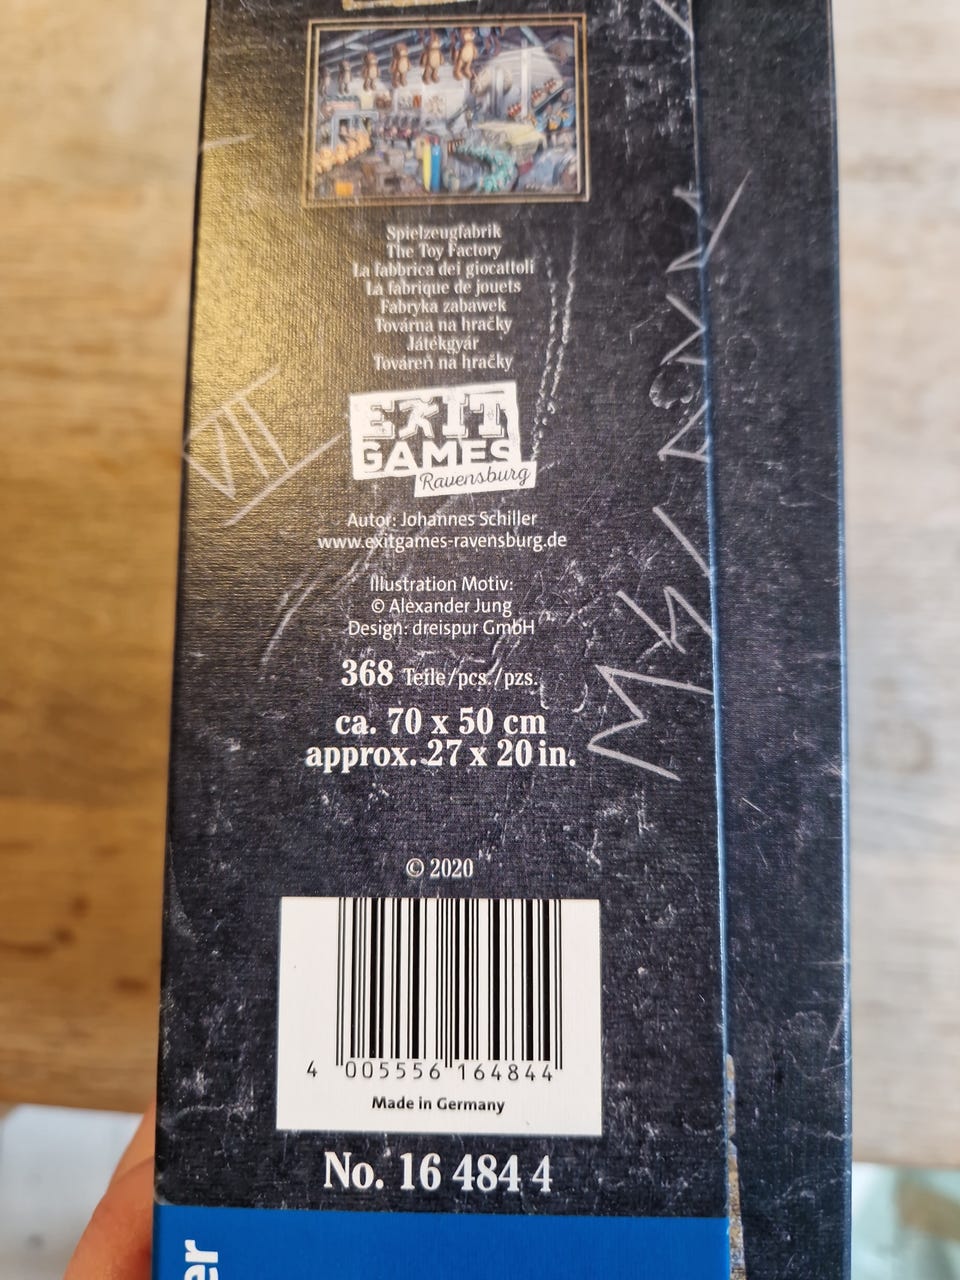 Spielzeugfabrik
The Toy Factory
La fabbrica dei giocattoli
La fabrique de jouets
Fabryka zabawek
Továrna na hračky
Játékgyár
Továreň na hračky
EXIT
GAMES
Ravensburg
VII
Autor: Johannes Schiller
www.exitgames-ravensburg.de
Illustration Motiv:
© Alexander Jung
Design: dreispur GmbH
368 Teile/pcs./pzs.
ca. 70 x 50 cm
approx. 27 x 20 in.
© 2020
4 005556 164844
Made in Germany
No. 16 484 4
er